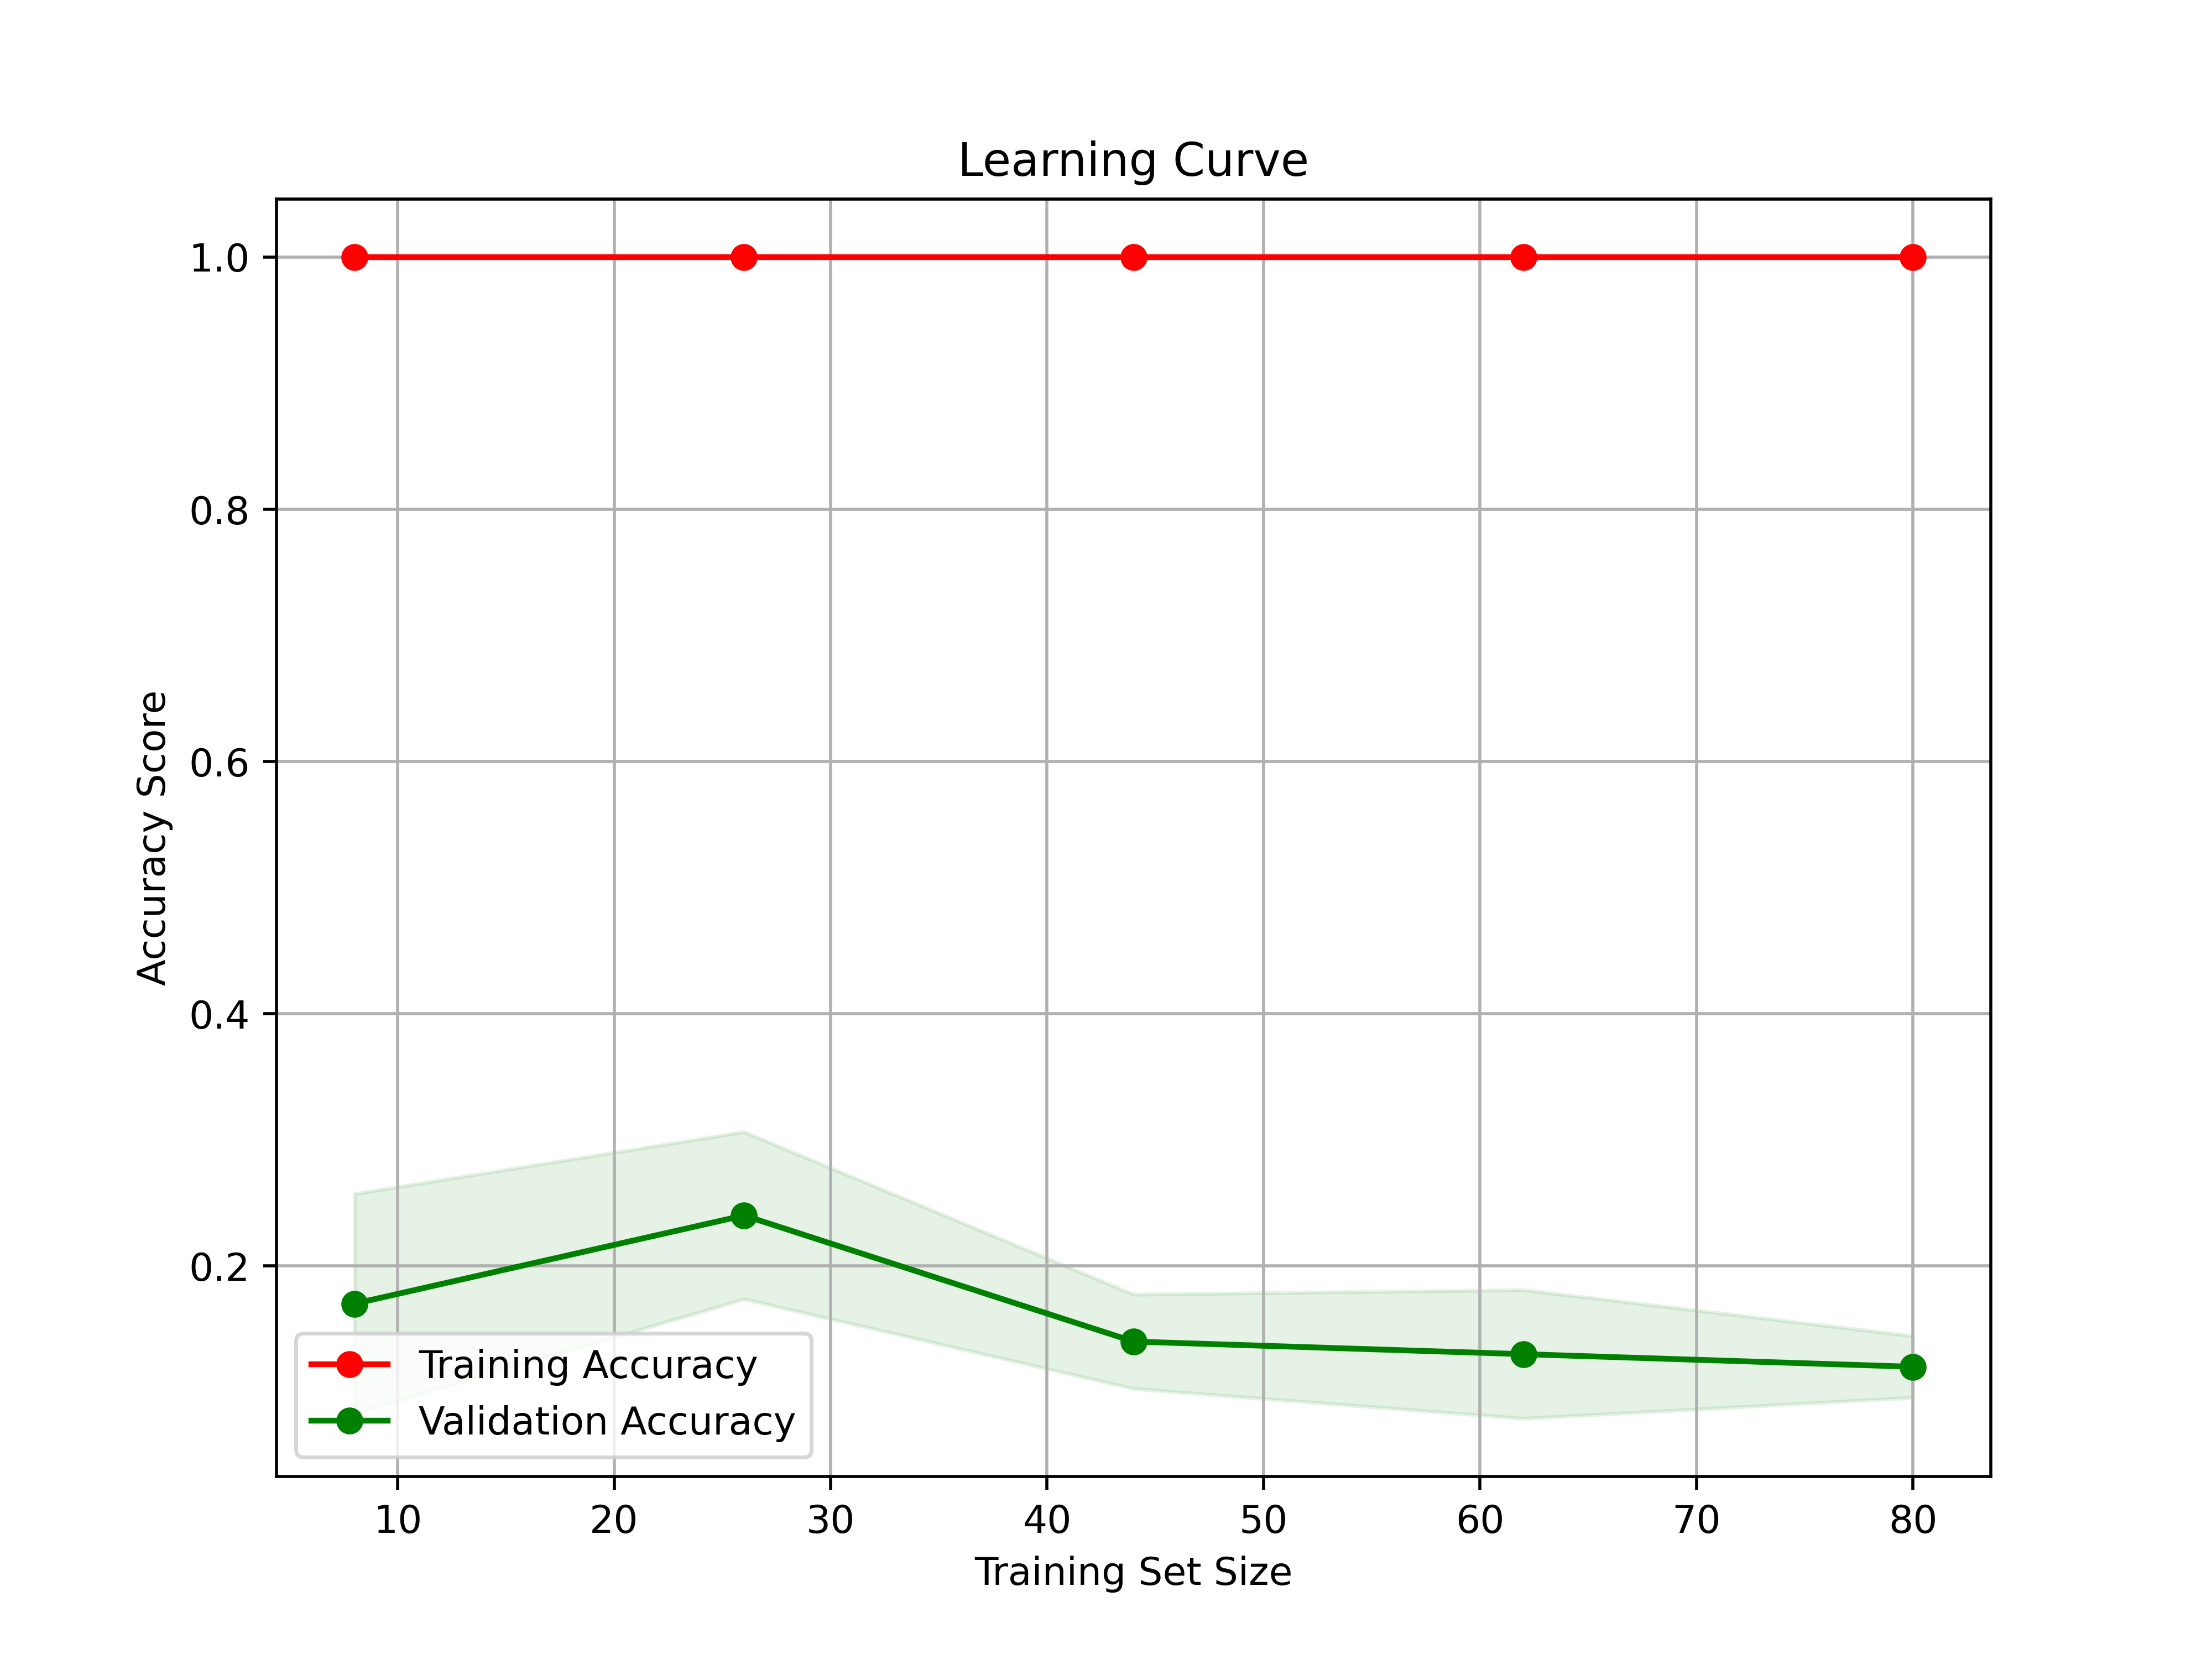 Learning Curve
1.0
0.8
0.6
0.4
0.2
Accuracy Score
Training Accuracy
Validation Accuracy
10 20 30 40 50 60 70 80
Training Set Size